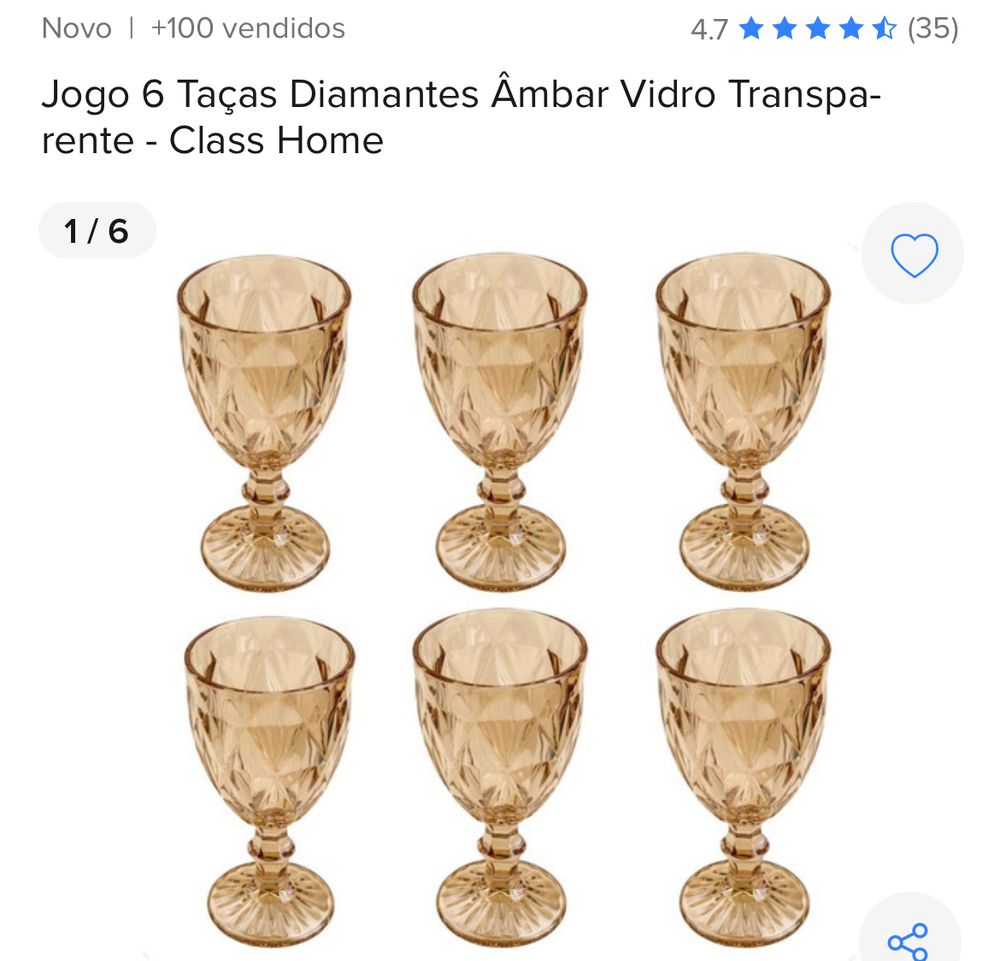 Novo | +100 vendidos
4.7 (35)
Jogo 6 Taças Diamantes Âmbar Vidro Transpa-
rente - Class Home
1 / 6